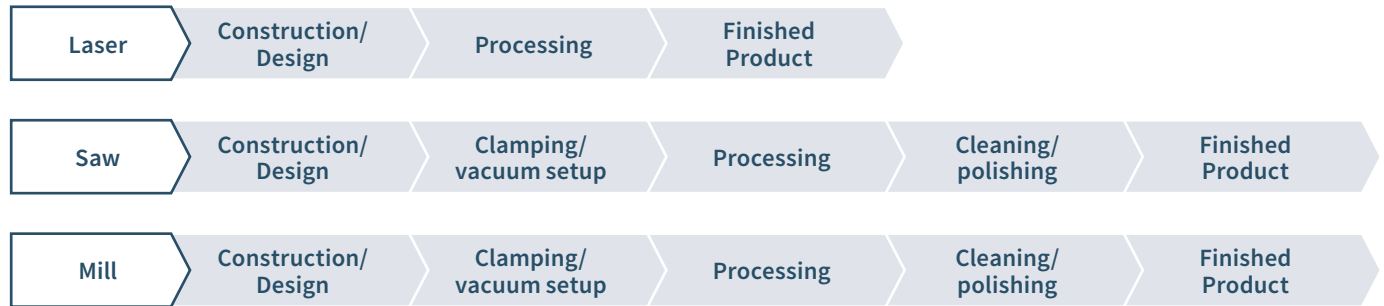 Laser
Construction/
Design
Processing
Finished
Product
Saw
Construction/
Design
Clamping/
vacuum setup
Processing
Cleaning/
polishing
Finished
Product
Mill
Construction/
Design
Clamping/
vacuum setup
Processing
Cleaning/
polishing
Finished
Product